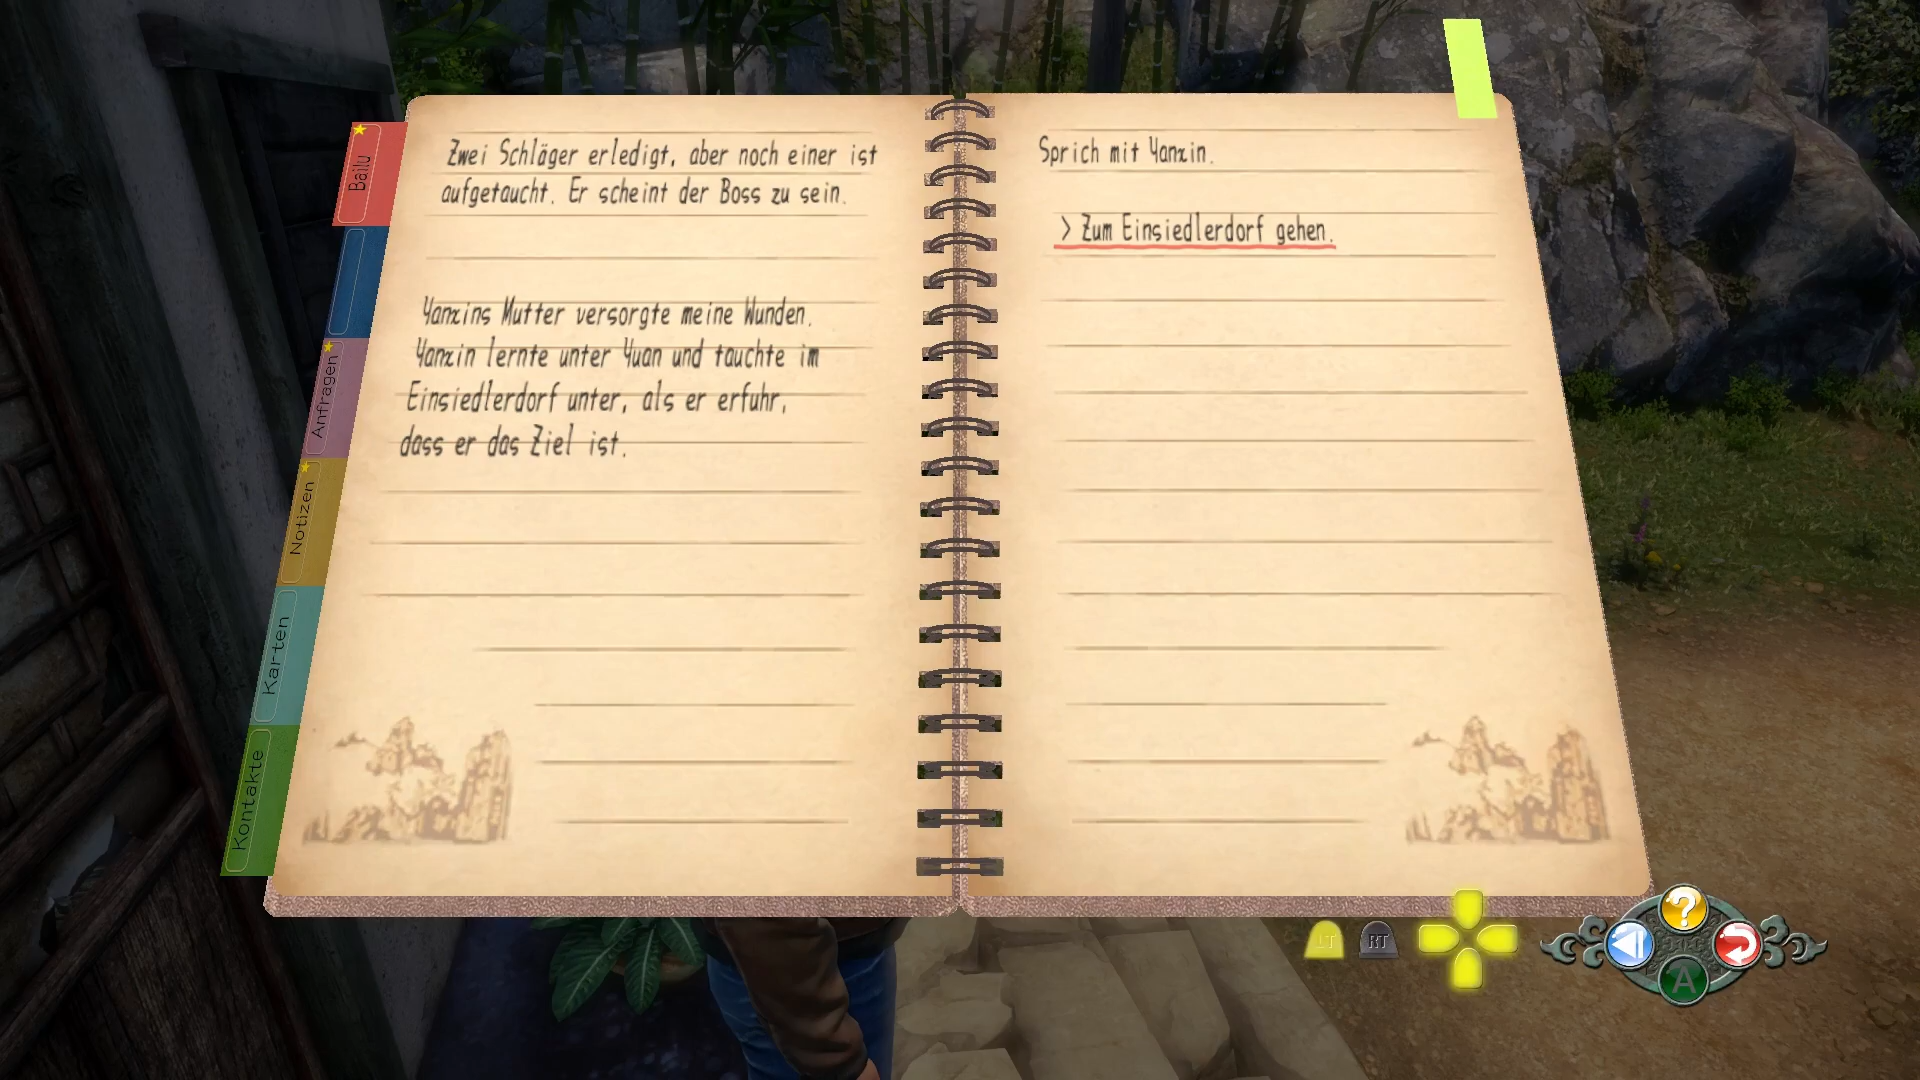 Bailu
Anfragen
Notizen
Karten
Kontakte
Zwei Schläger erledigt, aber noch einer ist
aufgetaucht. Er scheint der Boss zu sein.
Yanxins Mutter versorgte meine Wunden.
Yanxin lernte unter Yuan und tauchte im
Einsiedlerdorf unter, als er erfuhr,
dass er das Ziel ist.
Sprich mit Yanxin.
> Zum Einsiedlerdorf gehen.
LT
RT
?
A